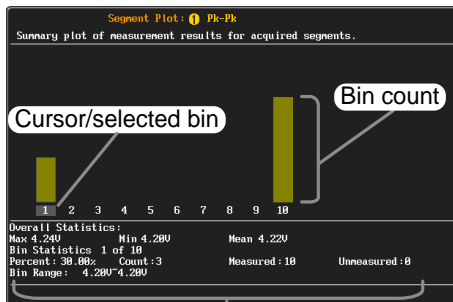 Segment Plot: 1 Pk-Pk
Summary plot of measurement results for acquired segments.
Bin count
Cursor/selected bin
1 2 3 4 5 6 7 8 9 10
Overall Statistics:
Max 4.24V Min 4.20V Mean 4.22V
Bin Statistics 1 of 10
Percent: 30.00% Count:3 Measured:10 Unmeasured:0
Bin Range: 4.20V~4.20V